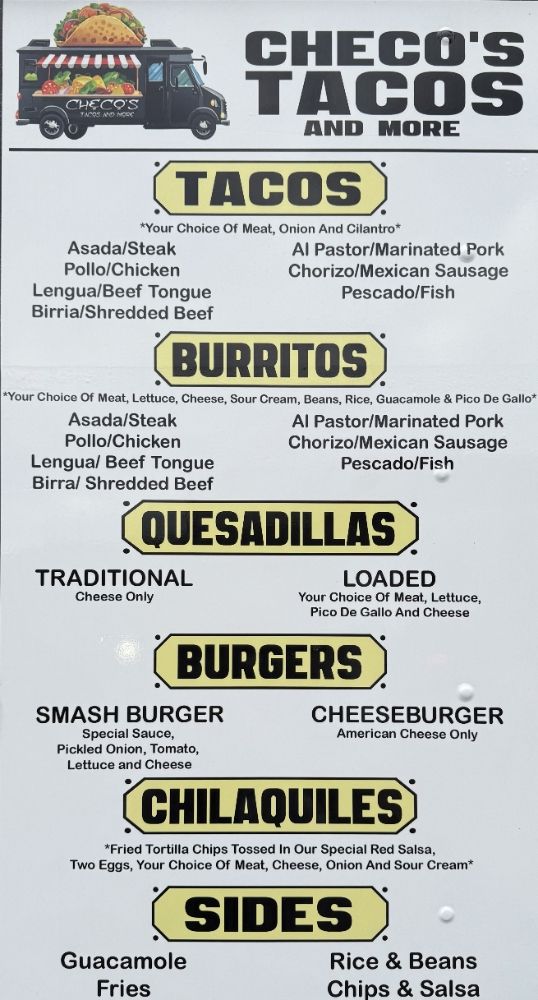 CHECO'S
TACOS AND MORE
CHECO'S
TACOS
AND MORE
TACOS
*Your Choice Of Meat, Onion And Cilantro*
Asada/Steak
Pollo/Chicken
Lengua/Beef Tongue
Birria/Shredded Beef
Al Pastor/Marinated Pork
Chorizo/Mexican Sausage
Pescado/Fish
BURRITOS
*Your Choice Of Meat, Lettuce, Cheese, Sour Cream, Beans, Rice, Guacamole & Pico De Gallo*
Asada/Steak
Pollo/Chicken
Lengua/ Beef Tongue
Birra/ Shredded Beef
Al Pastor/Marinated Pork
Chorizo/Mexican Sausage
Pescado/Fish
QUESADILLAS
TRADITIONAL
Cheese Only
LOADED
Your Choice Of Meat, Lettuce,
Pico De Gallo And Cheese
BURGERS
SMASH BURGER
Special Sauce,
Pickled Onion, Tomato,
Lettuce and Cheese
CHEESEBURGER
American Cheese Only
CHILAQUILES
*Fried Tortilla Chips Tossed In Our Special Red Salsa,
Two Eggs, Your Choice Of Meat, Cheese, Onion And Sour Cream*
SIDES
Guacamole
Fries
Rice & Beans
Chips & Salsa